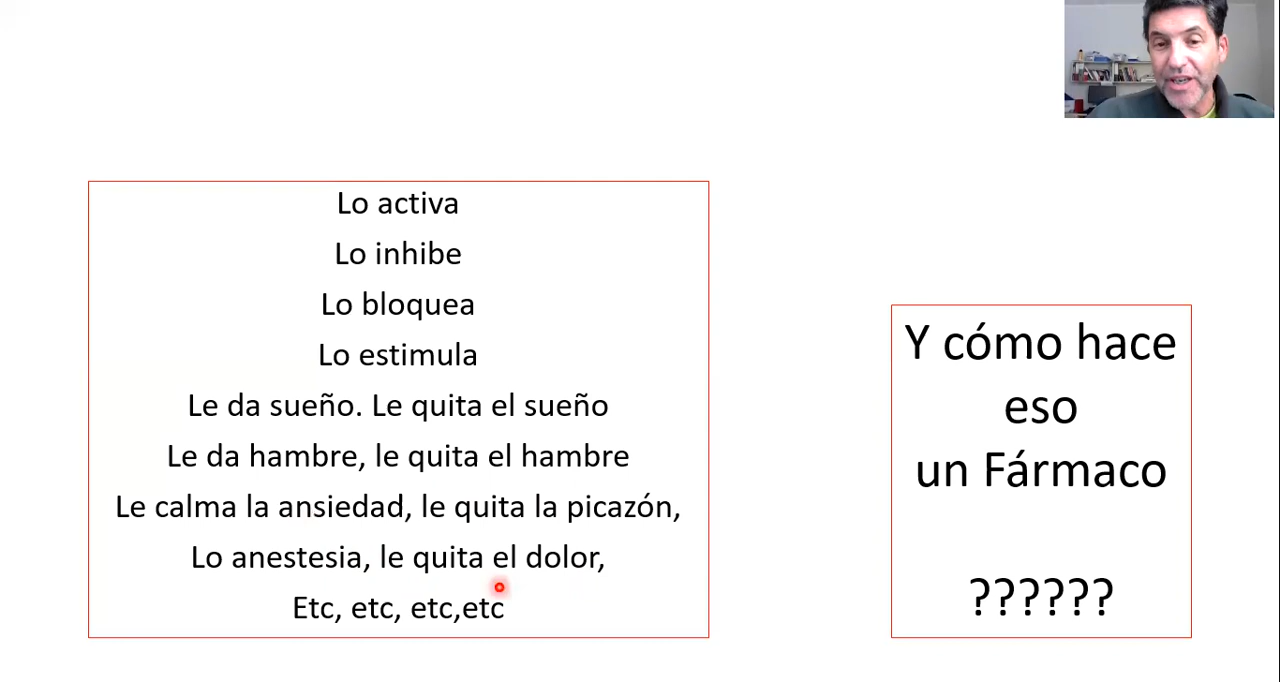 Lo activa
Lo inhibe
Lo bloquea
Lo estimula
Le da sueño. Le quita el sueño
Le da hambre, le quita el hambre
Le calma la ansiedad, le quita la picazón,
Lo anestesia, le quita el dolor,
Etc, etc, etc,etc
Y cómo hace
eso
un Fármaco
??????